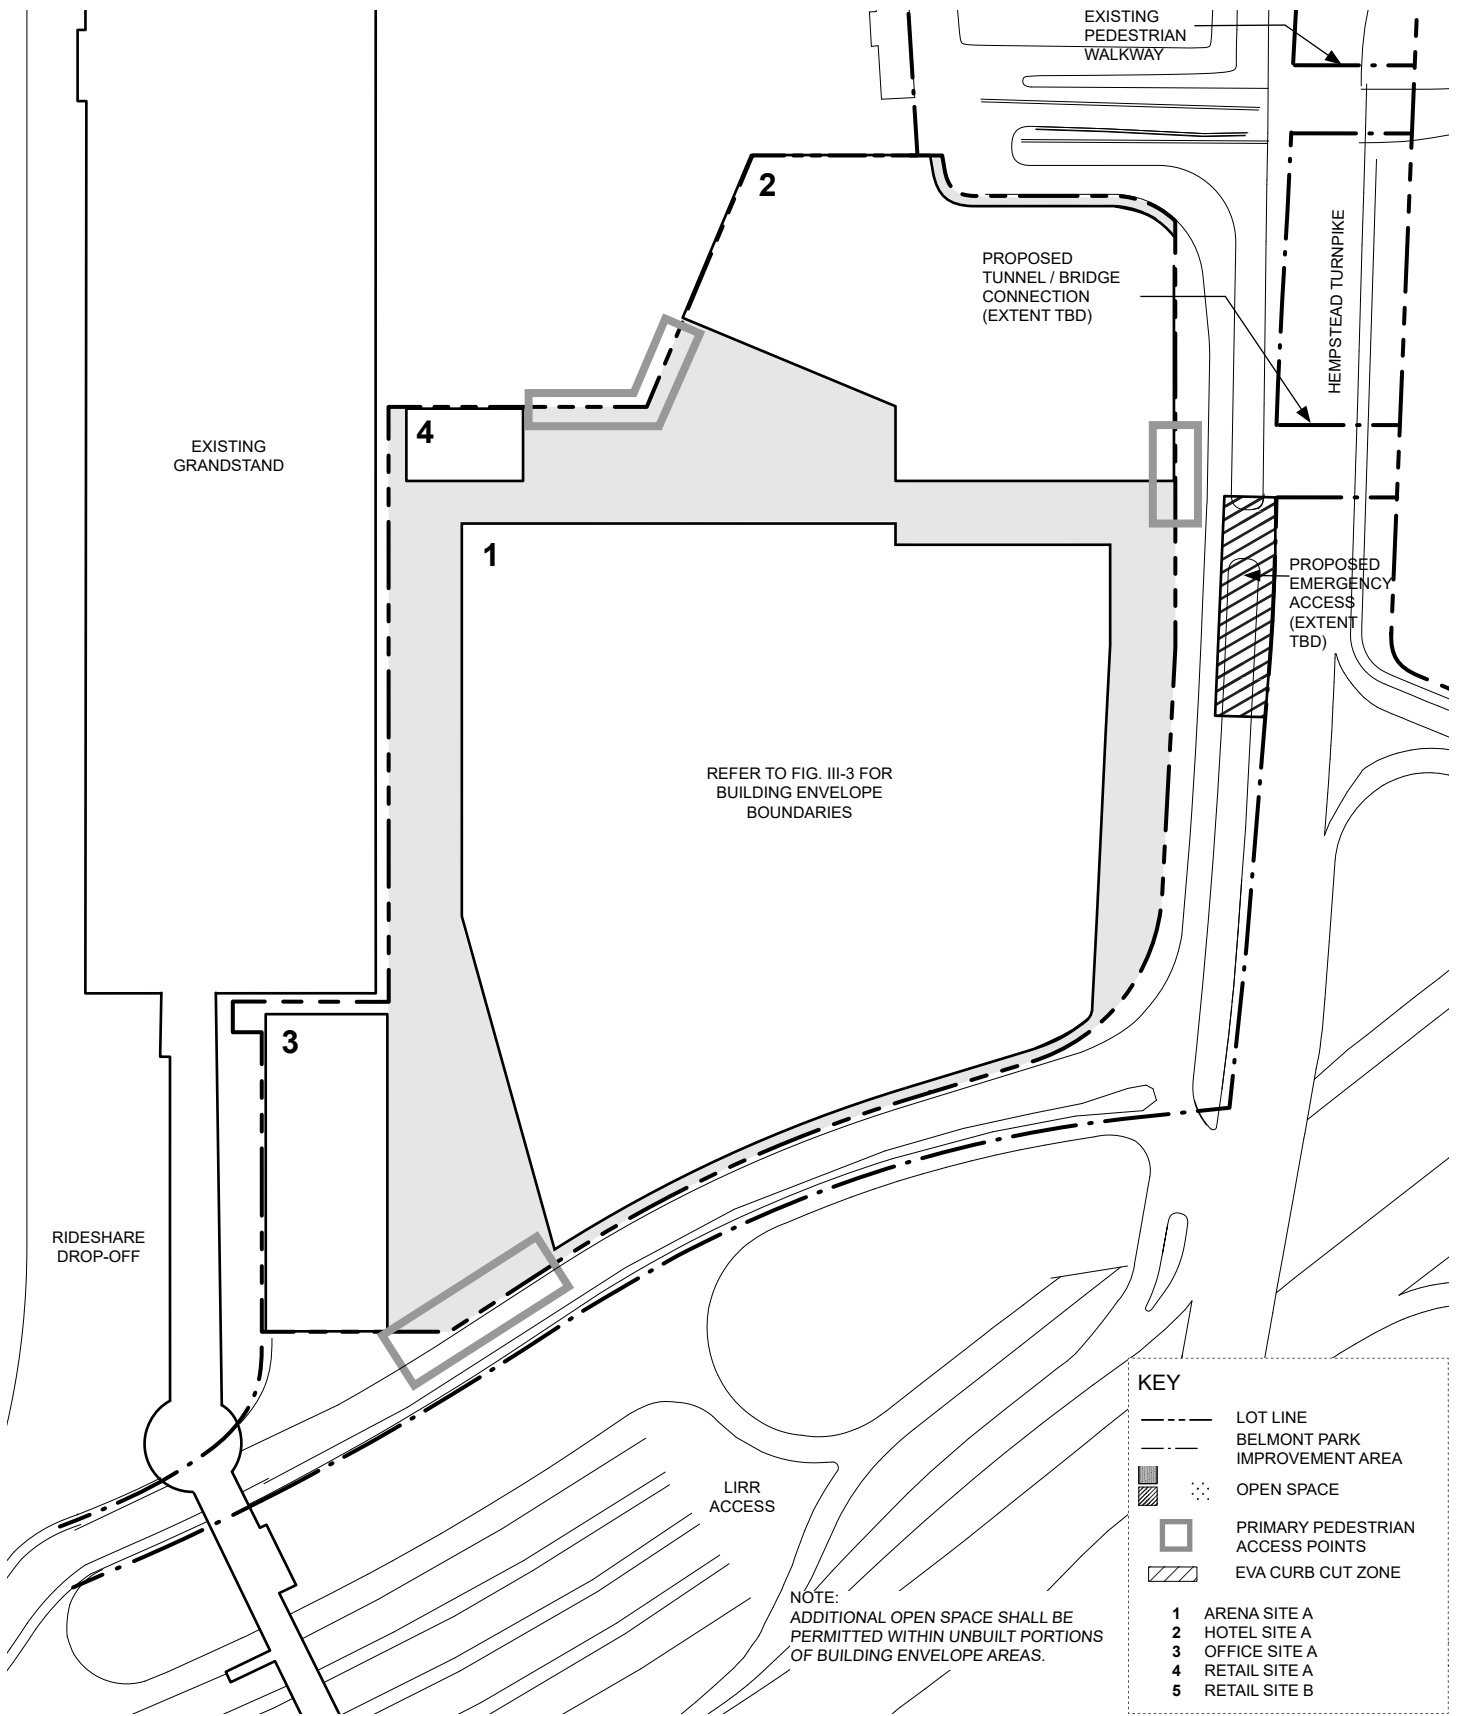 EXISTING
PEDESTRIAN
WALKWAY
2
PROPOSED
TUNNEL / BRIDGE
CONNECTION
(EXTENT TBD)
HEMPSTEAD TURNPIKE
4
EXISTING
GRANDSTAND
1
PROPOSED
EMERGENCY
ACCESS
(EXTENT
TBD)
REFER TO FIG. III-3 FOR
BUILDING ENVELOPE
BOUNDARIES
3
RIDESHARE
DROP-OFF
LIRR
ACCESS
NOTE:
ADDITIONAL OPEN SPACE SHALL BE
PERMITTED WITHIN UNBUILT PORTIONS
OF BUILDING ENVELOPE AREAS.
KEY
LOT LINE
BELMONT PARK
IMPROVEMENT AREA
OPEN SPACE
PRIMARY PEDESTRIAN
ACCESS POINTS
EVA CURB CUT ZONE
1 ARENA SITE A
2 HOTEL SITE A
3 OFFICE SITE A
4 RETAIL SITE A
5 RETAIL SITE B